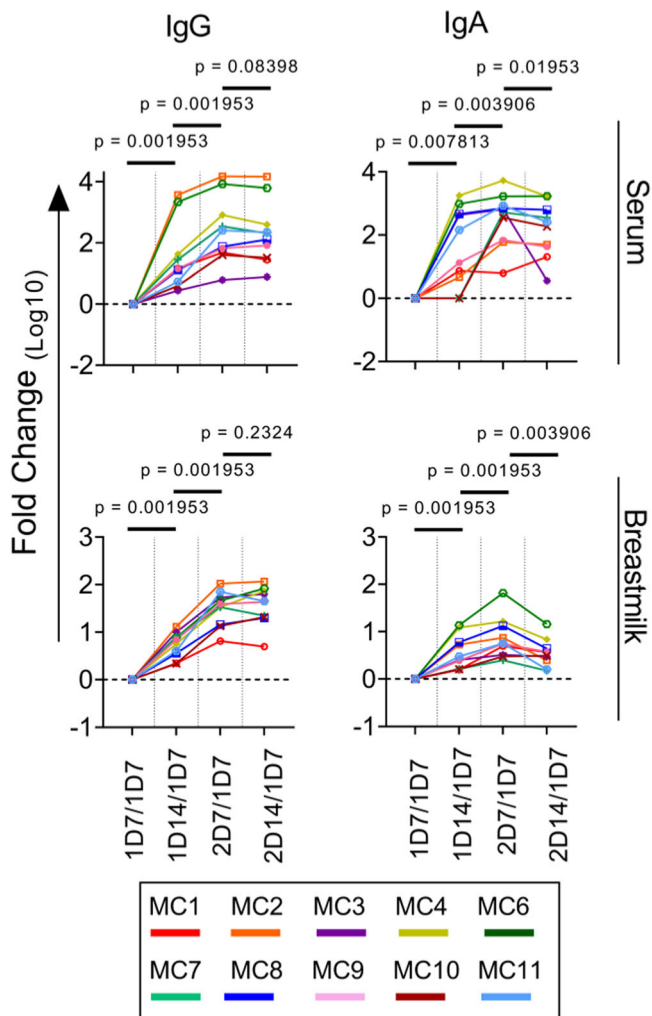 IgG
IgA
p = 0.08398
p = 0.001953
p = 0.001953
p = 0.01953
p = 0.003906
p = 0.007813
4
2
0
-2
4
2
0
-2
Serum
Fold Change (Log10)
p = 0.2324
p = 0.001953
p = 0.001953
p = 0.003906
p = 0.001953
p = 0.001953
3
2
1
0
-1
3
2
1
0
-1
Breastmilk
1D7/1D7
1D14/1D7
2D7/1D7
2D14/1D7
1D7/1D7
1D14/1D7
2D7/1D7
2D14/1D7
MC1 MC2 MC3 MC4 MC6
MC7 MC8 MC9 MC10 MC11